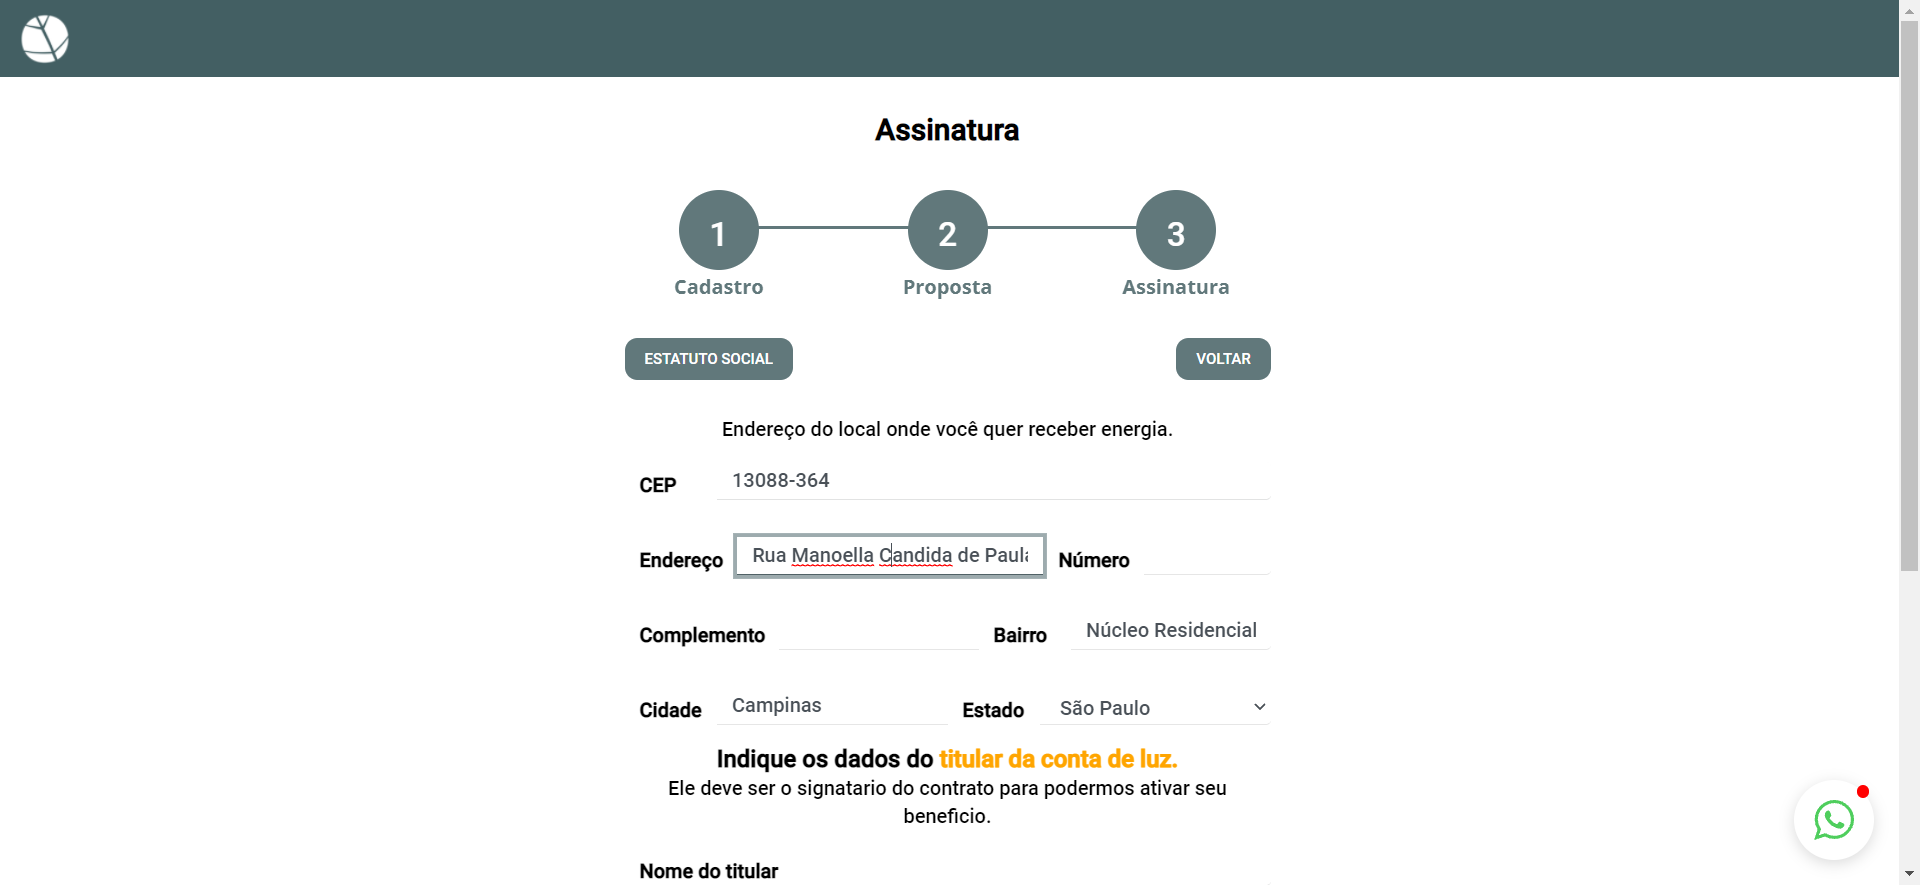 Assinatura
1 2 3
Cadastro Proposta Assinatura
ESTATUTO SOCIAL VOLTAR
Endereço do local onde você quer receber energia.
CEP 13088-364
Endereço Rua Manoella Candida de Paula Número
Complemento Bairro Núcleo Residencial
Cidade Campinas Estado São Paulo
Indique os dados do titular da conta de luz.
Ele deve ser o signatario do contrato para podermos ativar seu
beneficio.
Nome do titular